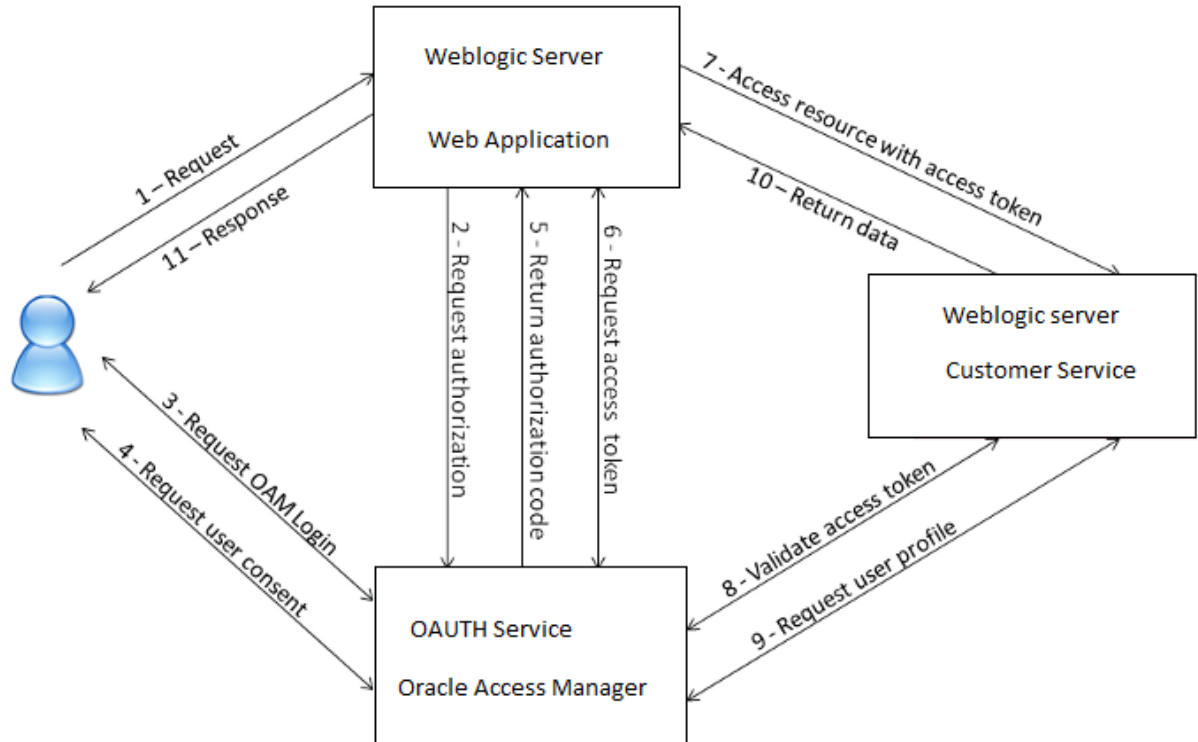 Weblogic Server
Web Application
1 – Request
11 – Response
2 - Request authorization
5 - Return authorization code
6 - Request access token
7 - Access resource with access token
10 – Return data
Weblogic server
Customer Service
3 - Request OAM Login
4 - Request user consent
OAUTH Service
Oracle Access Manager
8 - Validate access token
9 - Request user profile